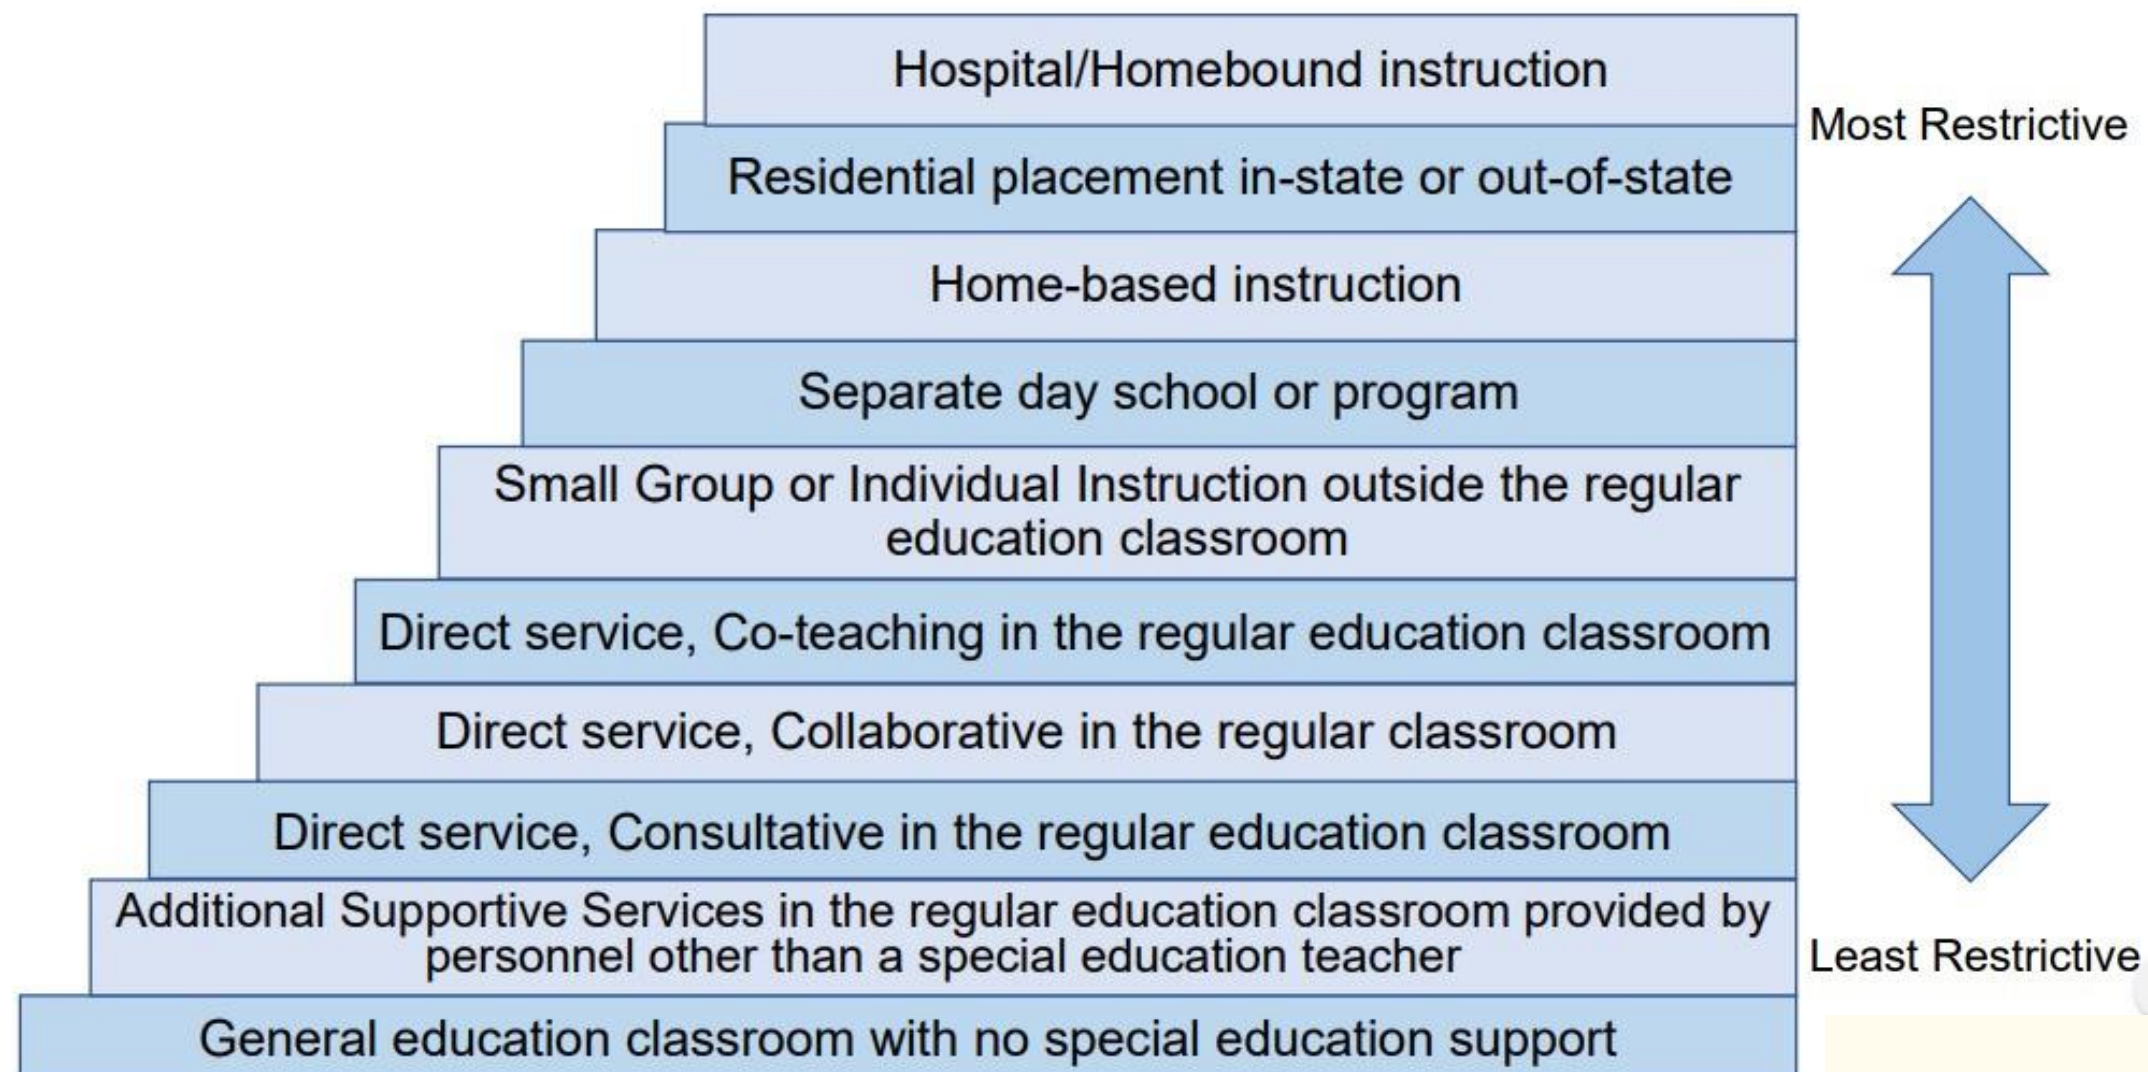 Hospital/Homebound instruction
Most Restrictive
Residential placement in-state or out-of-state
Home-based instruction
Separate day school or program
Small Group or Individual Instruction outside the regular
education classroom
Direct service, Co-teaching in the regular education classroom
Direct service, Collaborative in the regular classroom
Direct service, Consultative in the regular education classroom
Additional Supportive Services in the regular education classroom provided by
personnel other than a special education teacher
Least Restrictive
General education classroom with no special education support